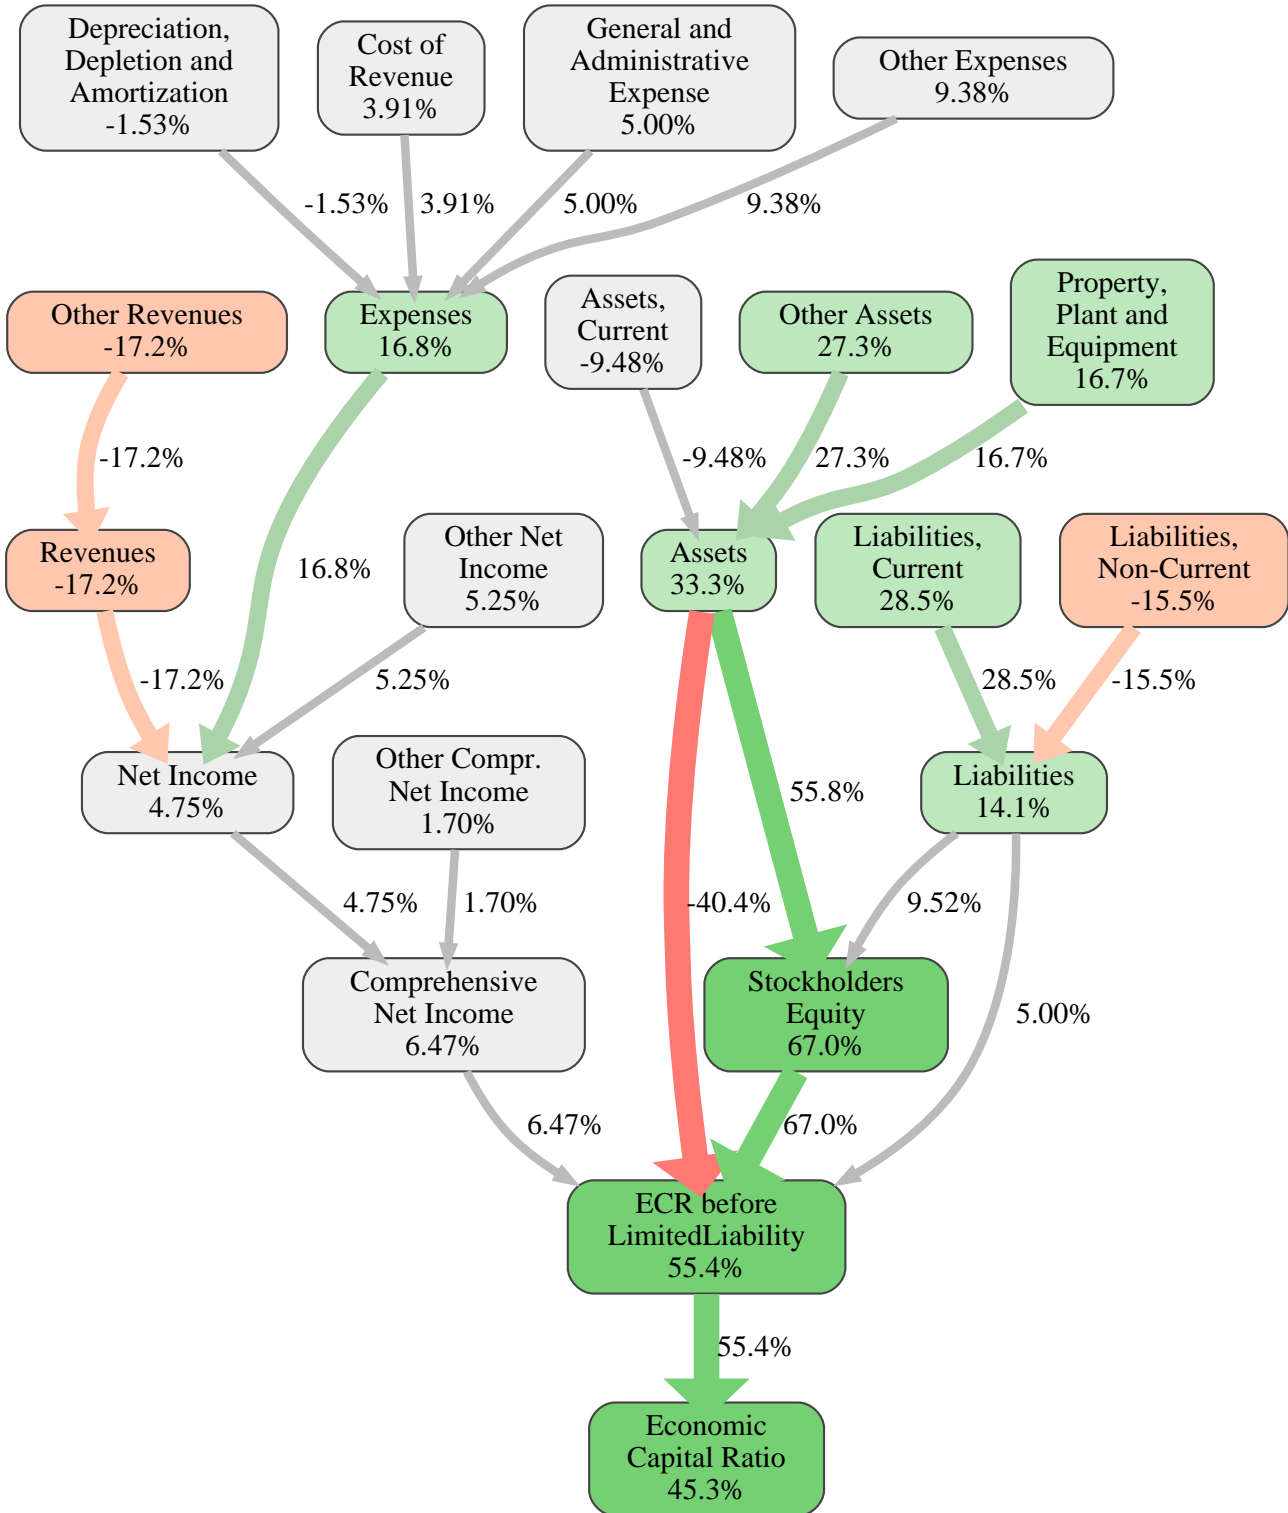 Depreciation,
Depletion and
Amortization
-1.53%
Cost of
Revenue
3.91%
General and
Administrative
Expense
5.00%
Other Expenses
9.38%
-1.53%
3.91%
5.00%
9.38%
Other Revenues
-17.2%
Expenses
16.8%
Assets,
Current
-9.48%
Other Assets
27.3%
Property,
Plant and
Equipment
16.7%
-17.2%
-9.48%
27.3%
16.7%
Revenues
-17.2%
16.8%
Other Net
Income
5.25%
Assets
33.3%
Liabilities,
Current
28.5%
Liabilities,
Non-Current
-15.5%
-17.2%
5.25%
28.5%
-15.5%
Net Income
4.75%
Other Compr.
Net Income
1.70%
55.8%
Liabilities
14.1%
4.75%
1.70%
-40.4%
9.52%
Comprehensive
Net Income
6.47%
Stockholders
Equity
67.0%
5.00%
6.47%
67.0%
ECR before
LimitedLiability
55.4%
55.4%
Economic
Capital Ratio
45.3%